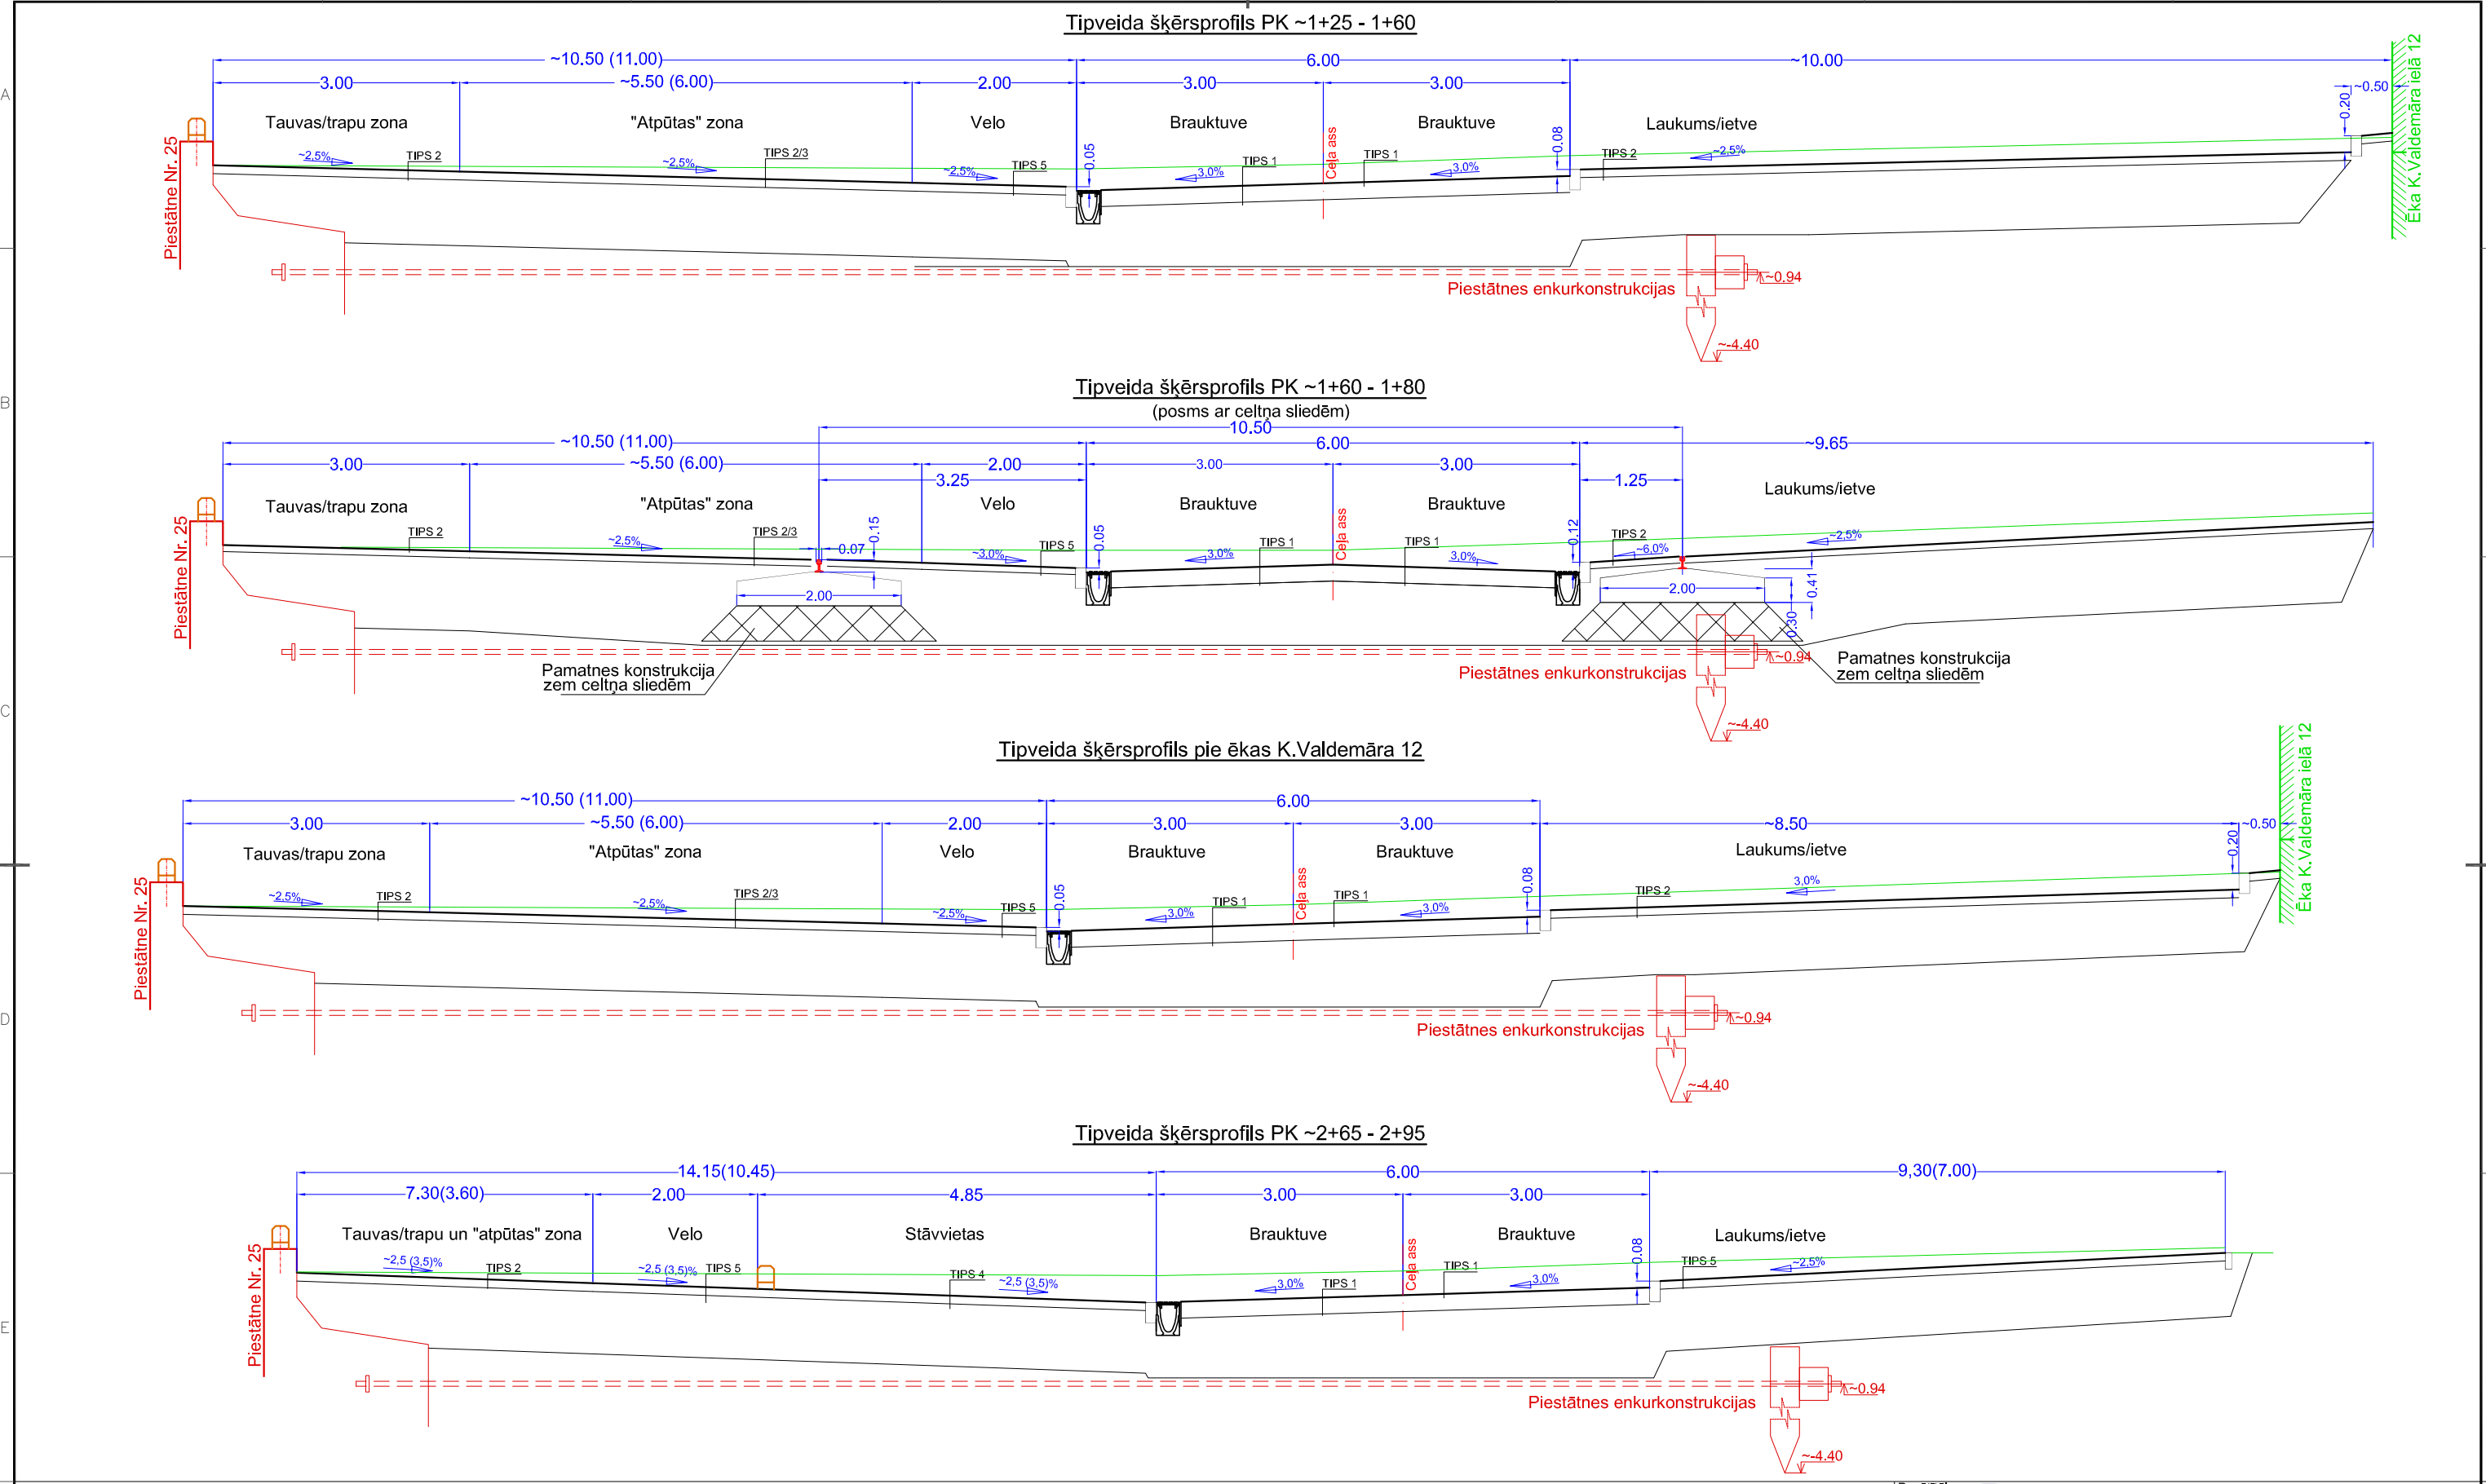 Tipveida šķērsprofils PK ~1+25 - 1+60
~10.50 (11.00) 6.00 ~10.00
3.00 ~5.50 (6.00) 2.00 3.00 3.00 ~0.50
0.20
A
Tauvas/trapu zona "Atpūtas" zona Velo Brauktuve Brauktuve Laukums/ietve
Piestātne Nr. 25
~2,5% TIPS 2 ~2,5% TIPS 2/3 ~2,5% TIPS 5 0.05 3,0% TIPS 1 Ceļa ass TIPS 1 3,0% 0.08 TIPS 2 ~2,5%
Ēka K.Valdemāra ielā 12
Piestātnes enkurkonstrukcijas ~0.94
~-4.40
Tipveida šķērsprofils PK ~1+60 - 1+80
B
(posms ar celtņa sliedēm)
10.50
~10.50 (11.00) 6.00 ~9.65
3.00 ~5.50 (6.00) 2.00 3.00 3.00
3.25 1.25
Tauvas/trapu zona "Atpūtas" zona Velo Brauktuve Brauktuve Laukums/ietve
Piestātne Nr. 25
TIPS 2 ~2,5% TIPS 2/3 0.07 0.15 ~3,0% TIPS 5 0.05 3,0% TIPS 1 Ceļa ass TIPS 1 3,0% 0.12 TIPS 2 ~6,0% ~2,5%
2.00 2.00 0.41
0.30
Pamatnes konstrukcija
zem celtņa sliedēm
Piestātnes enkurkonstrukcijas ~0.94
Pamatnes konstrukcija
zem celtņa sliedēm
C
~-4.40
Tipveida šķērsprofils pie ēkas K.Valdemāra 12
~10.50 (11.00) 6.00
3.00 ~5.50 (6.00) 2.00 3.00 3.00 ~8.50 ~0.50
0.20
Tauvas/trapu zona "Atpūtas" zona Velo Brauktuve Brauktuve Laukums/ietve
Piestātne Nr. 25
~2,5% TIPS 2 ~2,5% TIPS 2/3 ~2,5% TIPS 5 0.05 3,0% TIPS 1 Ceļa ass TIPS 1 3,0% 0.08 TIPS 2 3,0%
Ēka K.Valdemāra ielā 12
D
Piestātnes enkurkonstrukcijas ~0.94
~-4.40
Tipveida šķērsprofils PK ~2+65 - 2+95
14.15(10.45) 6.00 9,30(7.00)
7.30(3.60) 2.00 4.85 3.00 3.00
Tauvas/trapu un "atpūtas" zona Velo Stāvvietas Brauktuve Brauktuve Laukums/ietve
Piestātne Nr. 25
~2,5 (3,5)% TIPS 2 ~2,5 (3,5)% TIPS 5 TIPS 4 ~2,5 (3,5)% 3,0% TIPS 1 Ceļa ass TIPS 1 3,0% 0.08 TIPS 5 ~2,5%
E
Piestātnes enkurkonstrukcijas ~0.94
~-4.40